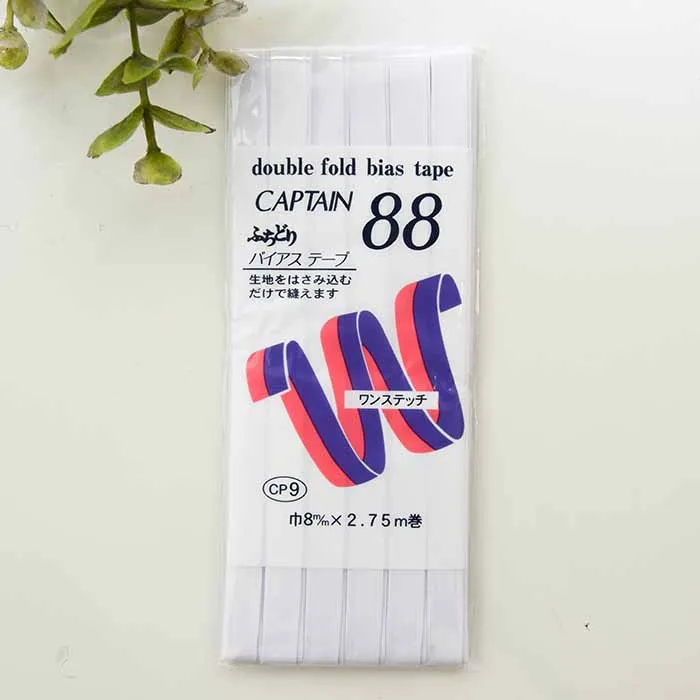 double fold bias tape
CAPTAIN 88
ふちどり
バイアス テープ
生地をはさみ込む
だけで縫えます
ワンステッチ
CP9
巾8m/m×2.75m巻